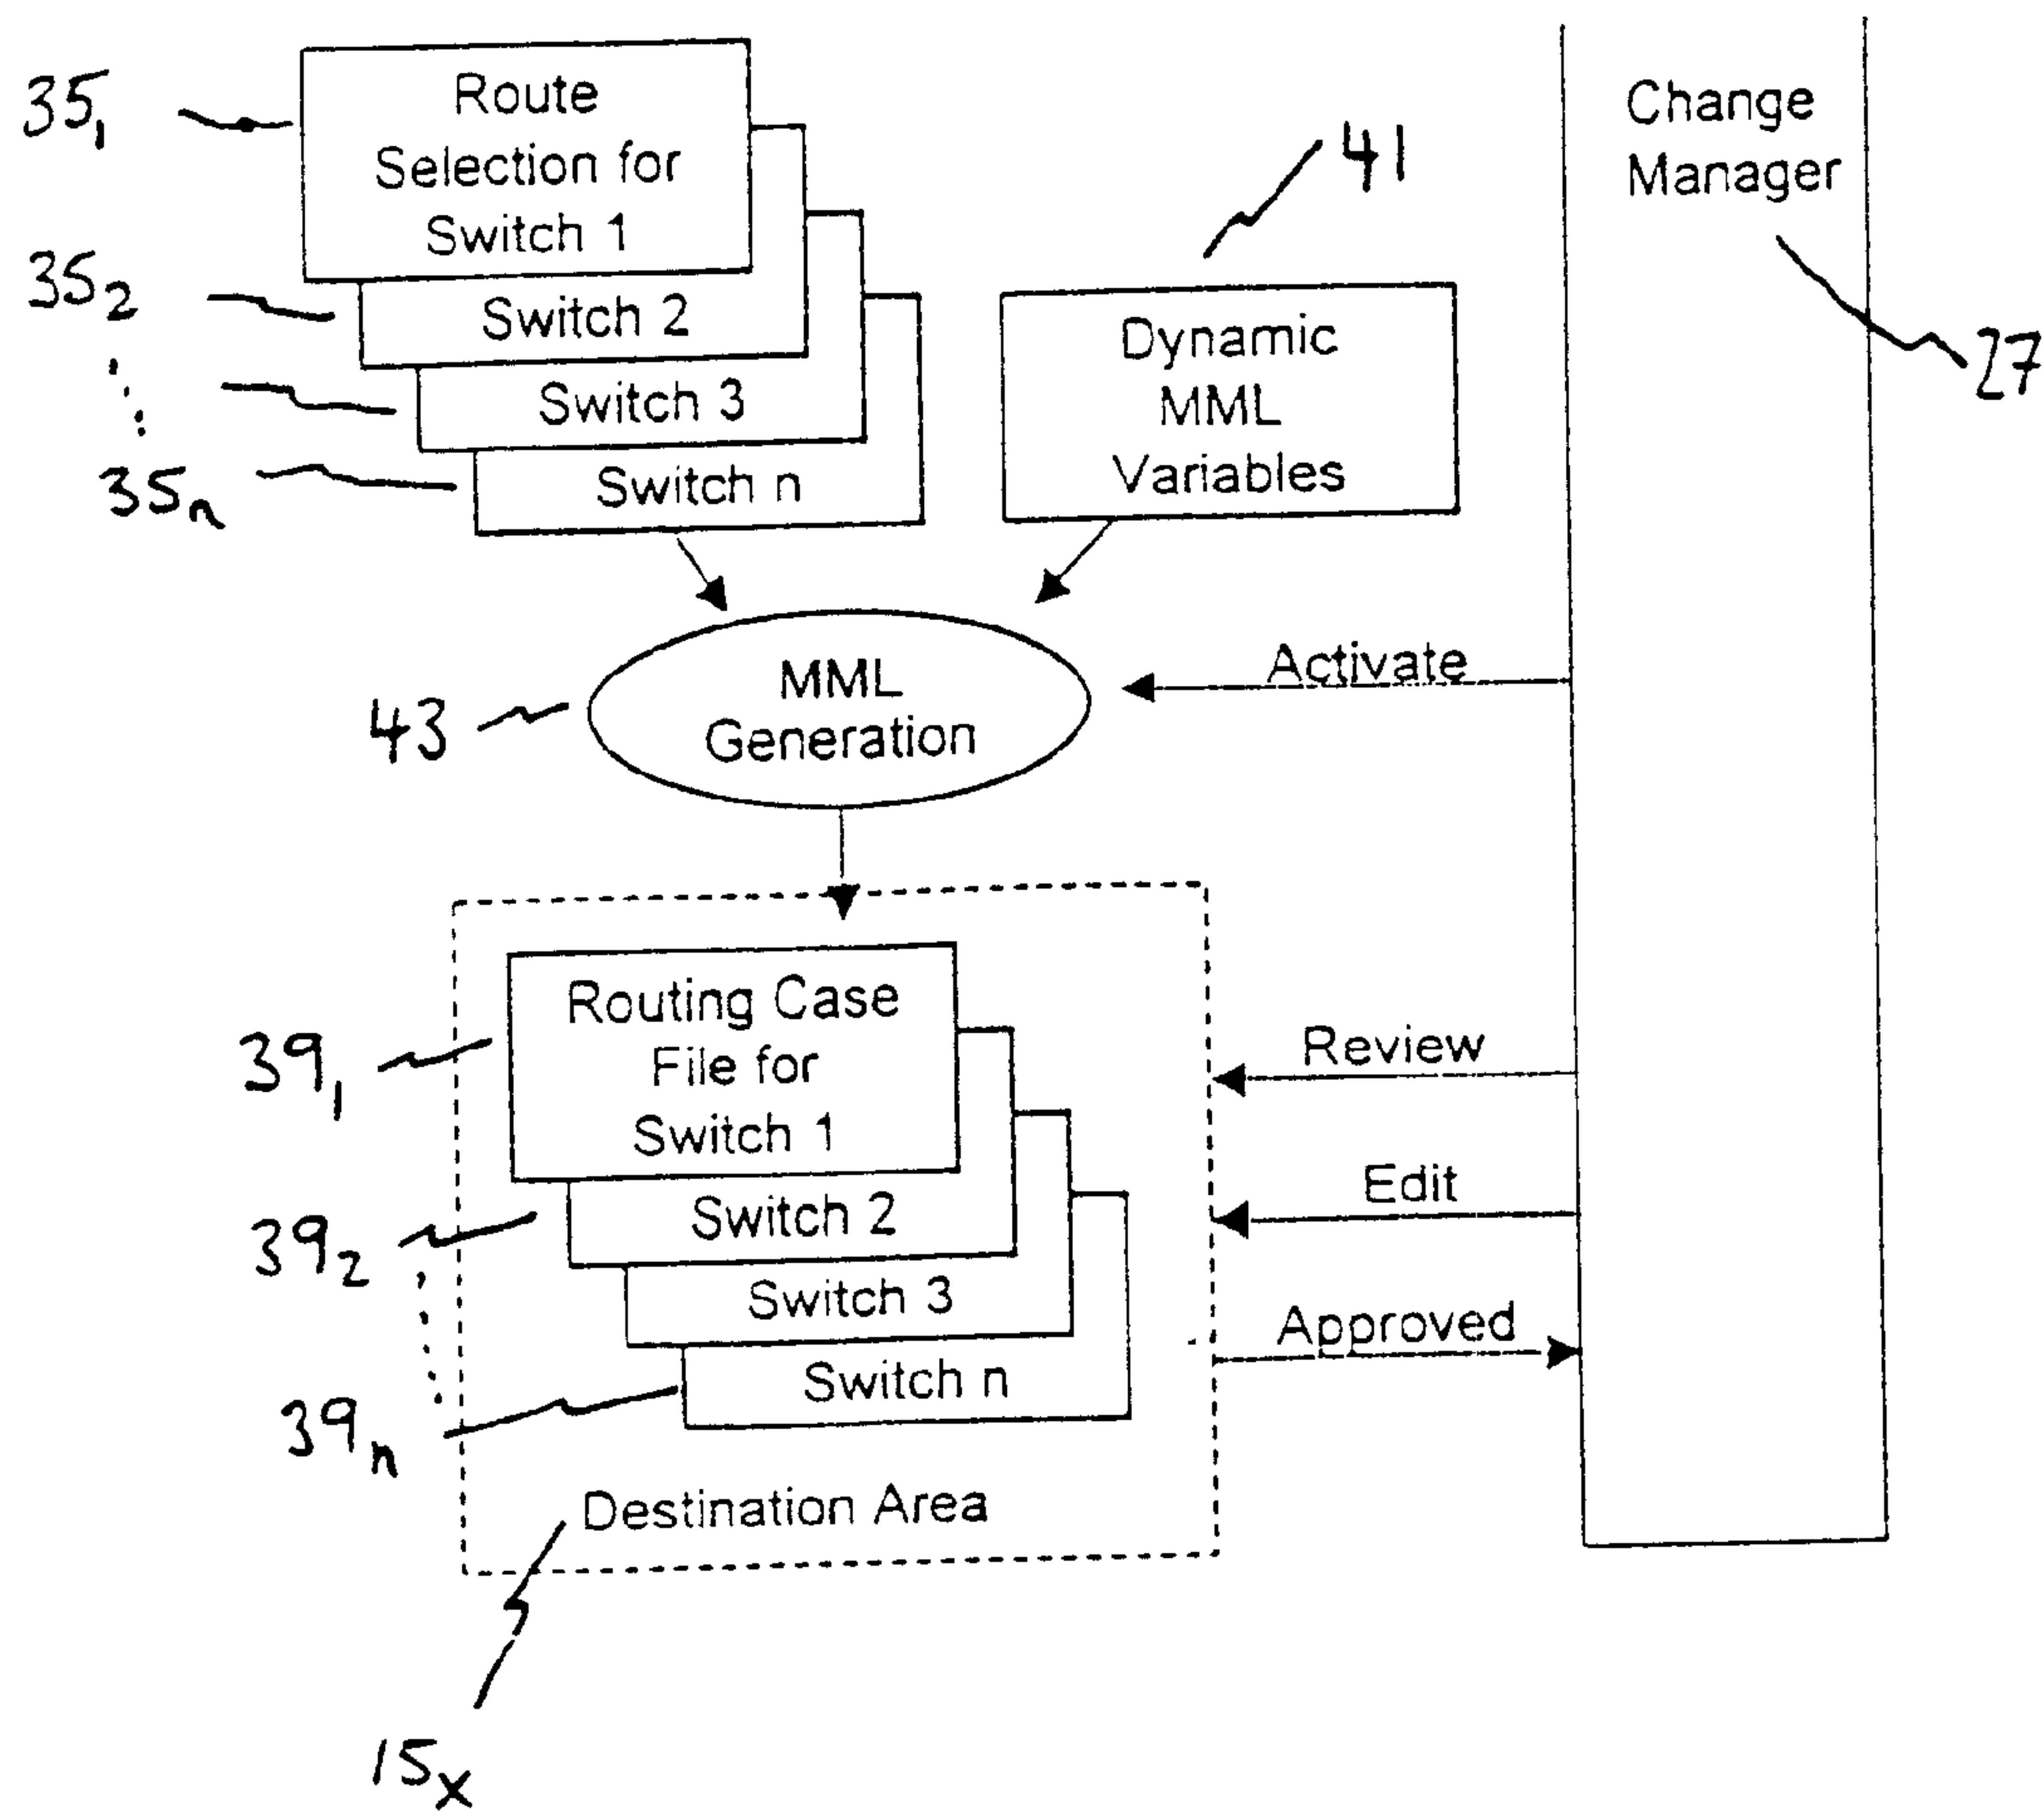 35₁
Route
Selection for
Switch 1
35₂
Switch 2
Switch 3
35ₙ
Switch n
41
Dynamic
MML
Variables
Change
Manager
27
43
MML
Generation
Activate
39₁
Routing Case
File for
Switch 1
39₂
Switch 2
Switch 3
39ₙ
Switch n
Destination Area
15ₓ
Review
Edit
Approved